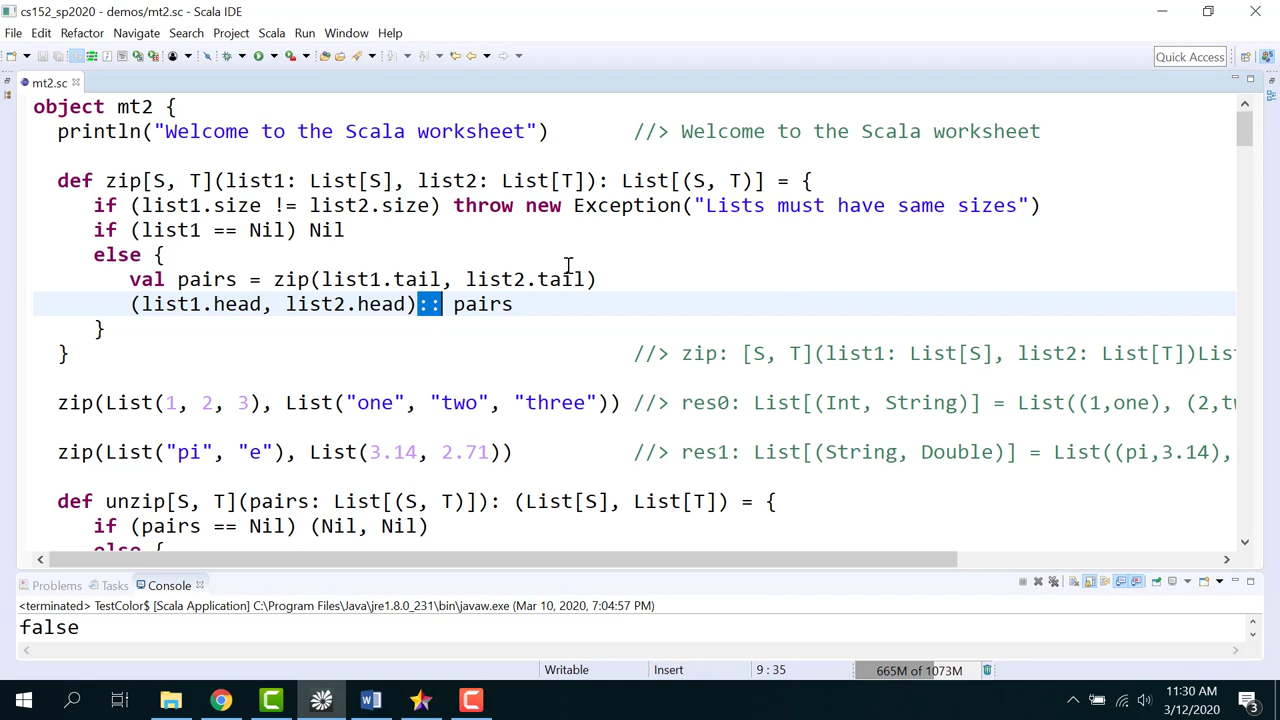 cs152_sp2020 - demos/mt2.sc - Scala IDE
File Edit Refactor Navigate Search Project Scala Run Window Help
Quick Access
mt2.sc
object mt2 {
println("Welcome to the Scala worksheet") //> Welcome to the Scala worksheet
def zip[S, T](list1: List[S], list2: List[T]): List[(S, T)] = {
if (list1.size != list2.size) throw new Exception("Lists must have same sizes")
if (list1 == Nil) Nil
else {
val pairs = zip(list1.tail, list2.tail)
(list1.head, list2.head):: pairs
}
} //> zip: [S, T](list1: List[S], list2: List[T])List
zip(List(1, 2, 3), List("one", "two", "three")) //> res0: List[(Int, String)] = List((1,one), (2,tw
zip(List("pi", "e"), List(3.14, 2.71)) //> res1: List[(String, Double)] = List((pi,3.14),
def unzip[S, T](pairs: List[(S, T)]): (List[S], List[T]) = {
if (pairs == Nil) (Nil, Nil)
else {
Problems Tasks Console
<terminated> TestColor$ [Scala Application] C:\Program Files\Java\jre1.8.0_231\bin\javaw.exe (Mar 10, 2020, 7:04:57 PM)
false
Writable Insert 9 : 35 665M of 1073M
11:30 AM
3/12/2020
3